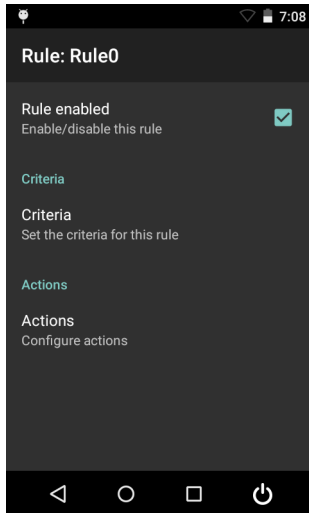 7:08
Rule: Rule0
Rule enabled
Enable/disable this rule
Criteria
Criteria
Set the criteria for this rule
Actions
Actions
Configure actions